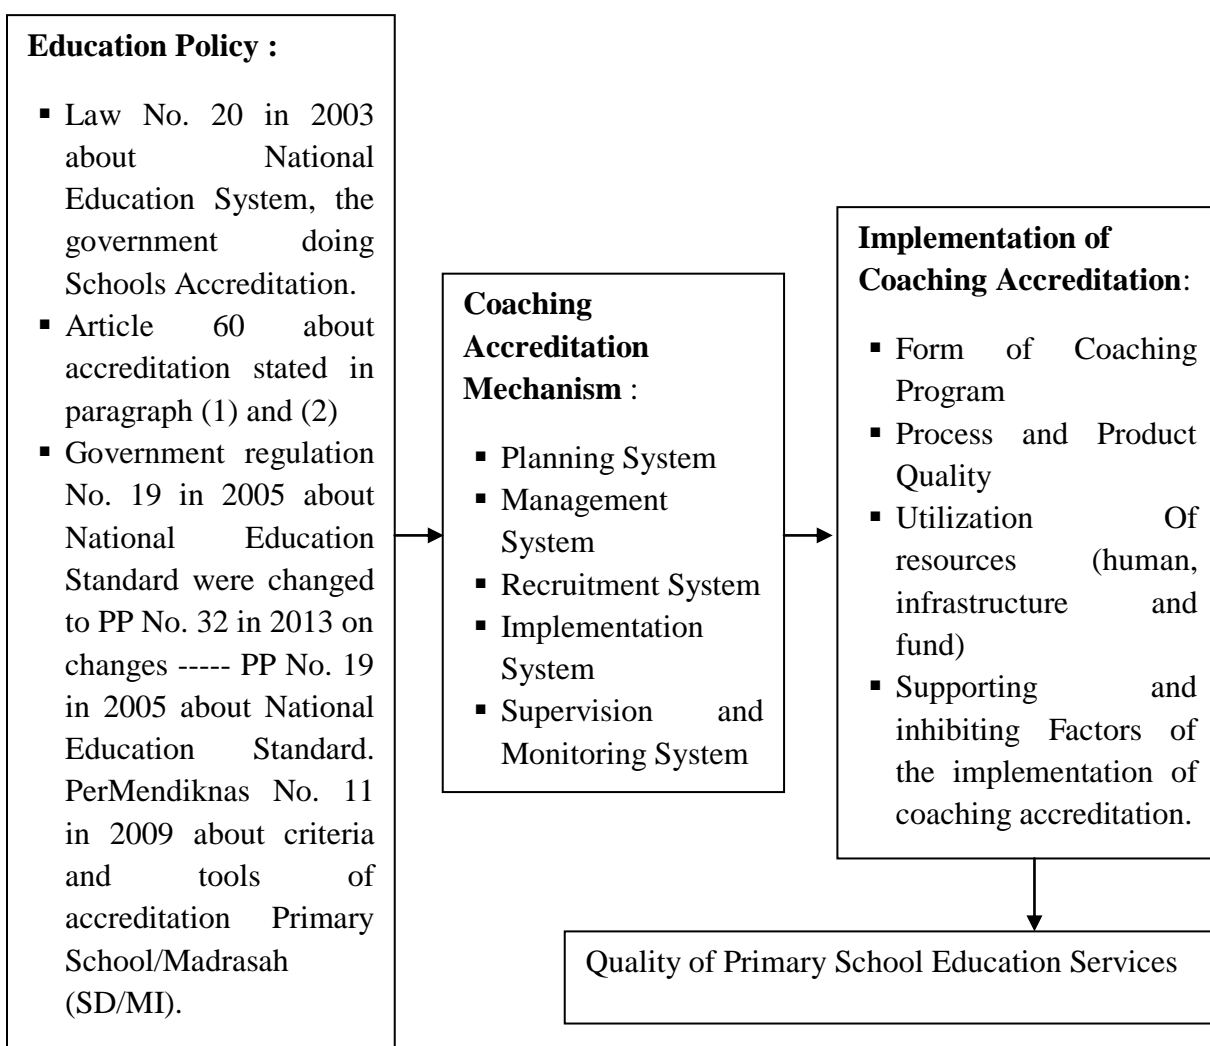 Education Policy :
▪ Law No. 20 in 2003
about National
Education System, the
government doing
Schools Accreditation.
▪ Article 60 about
accreditation stated in
paragraph (1) and (2)
▪ Government regulation
No. 19 in 2005 about
National Education
Standard were changed
to PP No. 32 in 2013 on
changes ----- PP No. 19
in 2005 about National
Education Standard.
PerMendiknas No. 11
in 2009 about criteria
and tools of
accreditation Primary
School/Madrasah
(SD/MI).
Coaching
Accreditation
Mechanism :
▪ Planning System
▪ Management
System
▪ Recruitment System
▪ Implementation
System
▪ Supervision and
Monitoring System
Implementation of
Coaching Accreditation:
▪ Form of Coaching
Program
▪ Process and Product
Quality
▪ Utilization Of
resources (human,
infrastructure and
fund)
▪ Supporting and
inhibiting Factors of
the implementation of
coaching accreditation.
Quality of Primary School Education Services